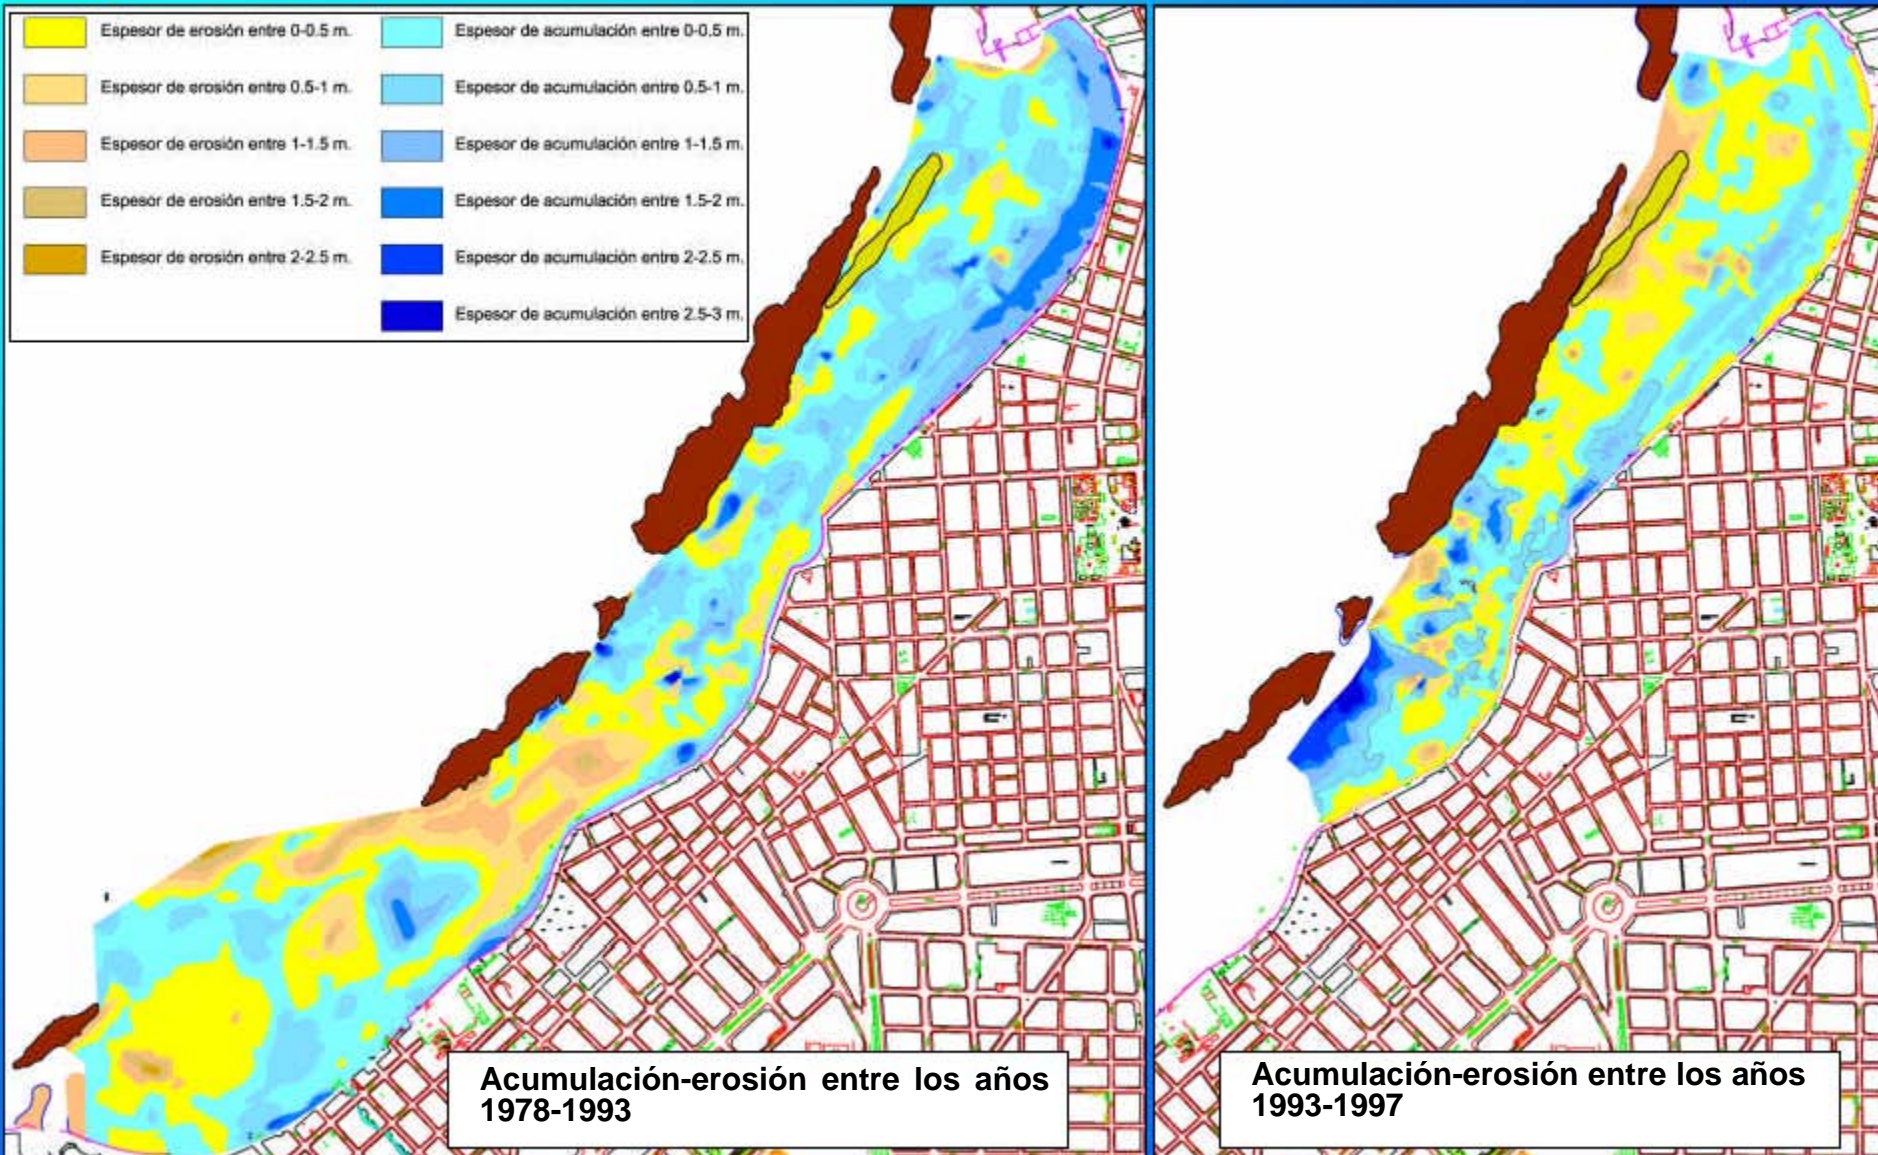 Espesor de erosión entre 0-0.5 m.
Espesor de erosión entre 0.5-1 m.
Espesor de erosión entre 1-1.5 m.
Espesor de erosión entre 1.5-2 m.
Espesor de erosión entre 2-2.5 m.
Espesor de acumulación entre 0-0.5 m.
Espesor de acumulación entre 0.5-1 m.
Espesor de acumulación entre 1-1.5 m.
Espesor de acumulación entre 1.5-2 m.
Espesor de acumulación entre 2-2.5 m.
Espesor de acumulación entre 2.5-3 m.
Acumulación-erosión entre los años
1978-1993
Acumulación-erosión entre los años
1993-1997